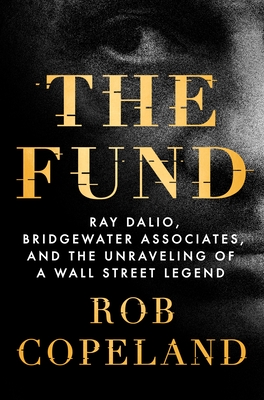 THE
FUND
RAY DALIO,
BRIDGEWATER ASSOCIATES,
AND THE UNRAVELING OF
A WALL STREET LEGEND
ROB
COPELAND